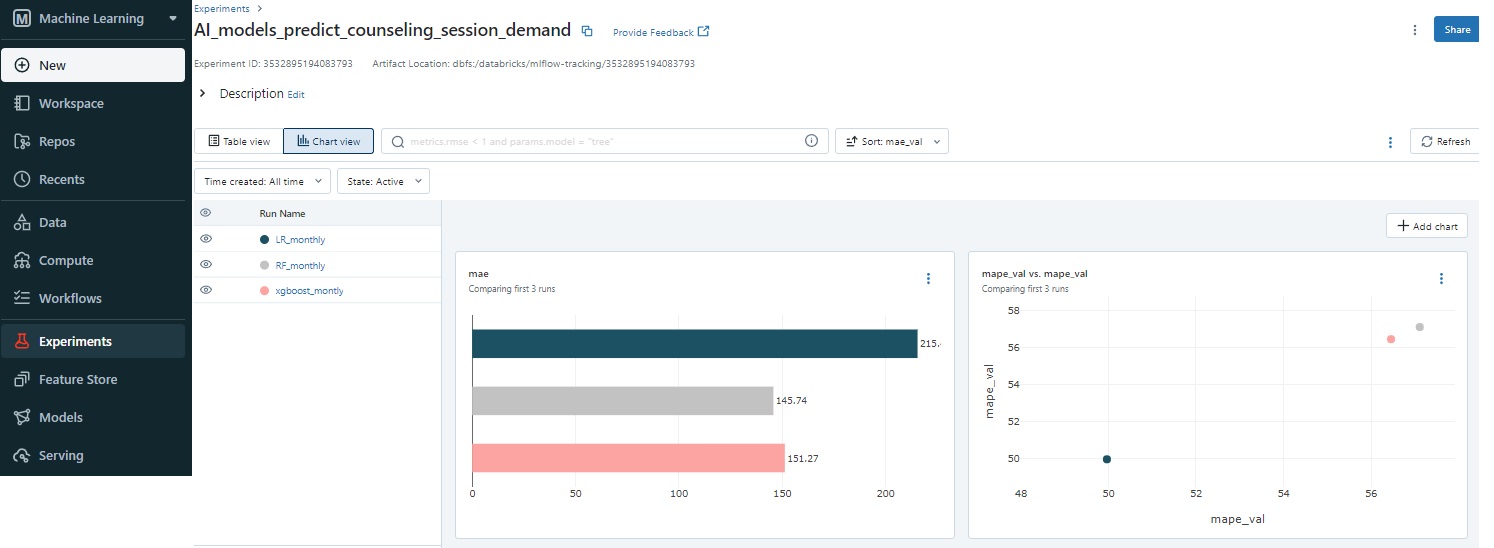 Machine Learning
New
Workspace
Repos
Recents
Data
Compute
Workflows
Experiments
Feature Store
Models
Serving
Experiments >
AI_models_predict_counseling_session_demand
Provide Feedback
Share
Experiment ID: 3532895194083793 Artifact Location: dbfs:/databricks/mlflow-tracking/3532895194083793
Description Edit
Table view
Chart view
metrics.rmse < 1 and params.model = "tree"
Sort: mae_val
Refresh
Time created: All time
State: Active
Run Name
LR_monthly
RF_monthly
xgboost_montly
Add chart
mae
Comparing first 3 runs
215.
145.74
151.27
0 50 100 150 200
mape_val vs. mape_val
Comparing first 3 runs
58
56
54
52
50
mape_val
48 50 52 54 56
mape_val